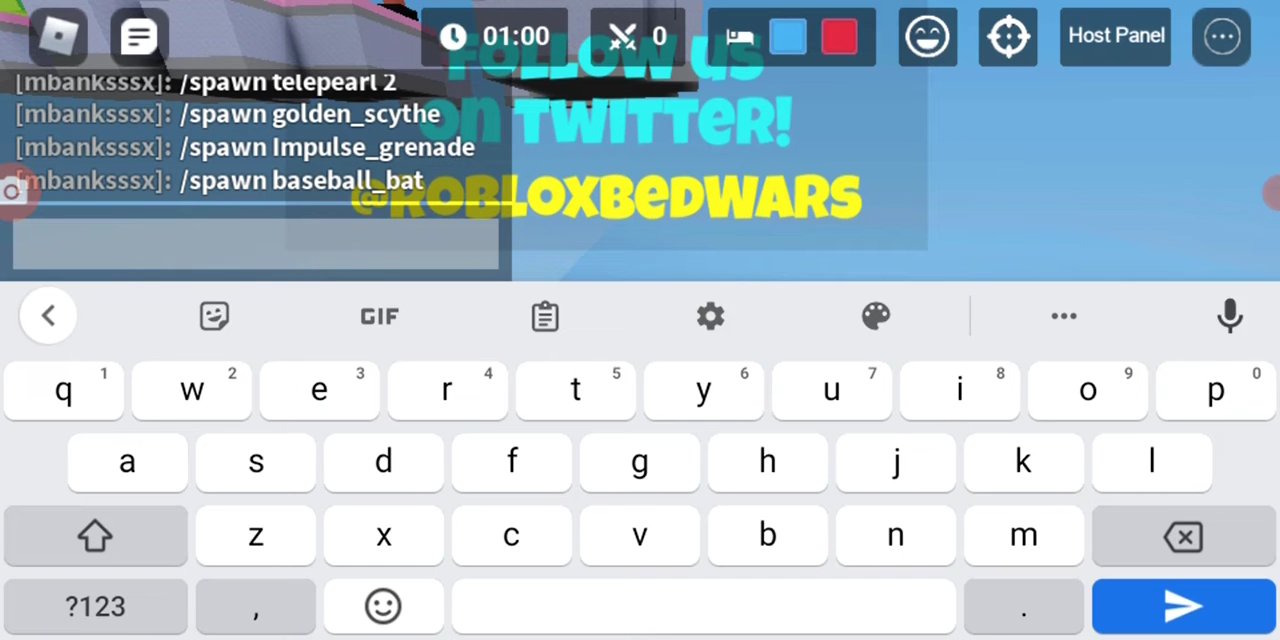 01:00
0
Host Panel
FOLLOW US
ON TWITTER!
@ROBLOXBEDWARS
[mbanksssx]: /spawn telepearl 2
[mbanksssx]: /spawn golden_scythe
[mbanksssx]: /spawn Impulse_grenade
[mbanksssx]: /spawn baseball_bat
GIF
q 1 w 2 e 3 r 4 t 5 y 6 u 7 i 8 o 9 p 0
a s d f g h j k l
z x c v b n m
?123 , .